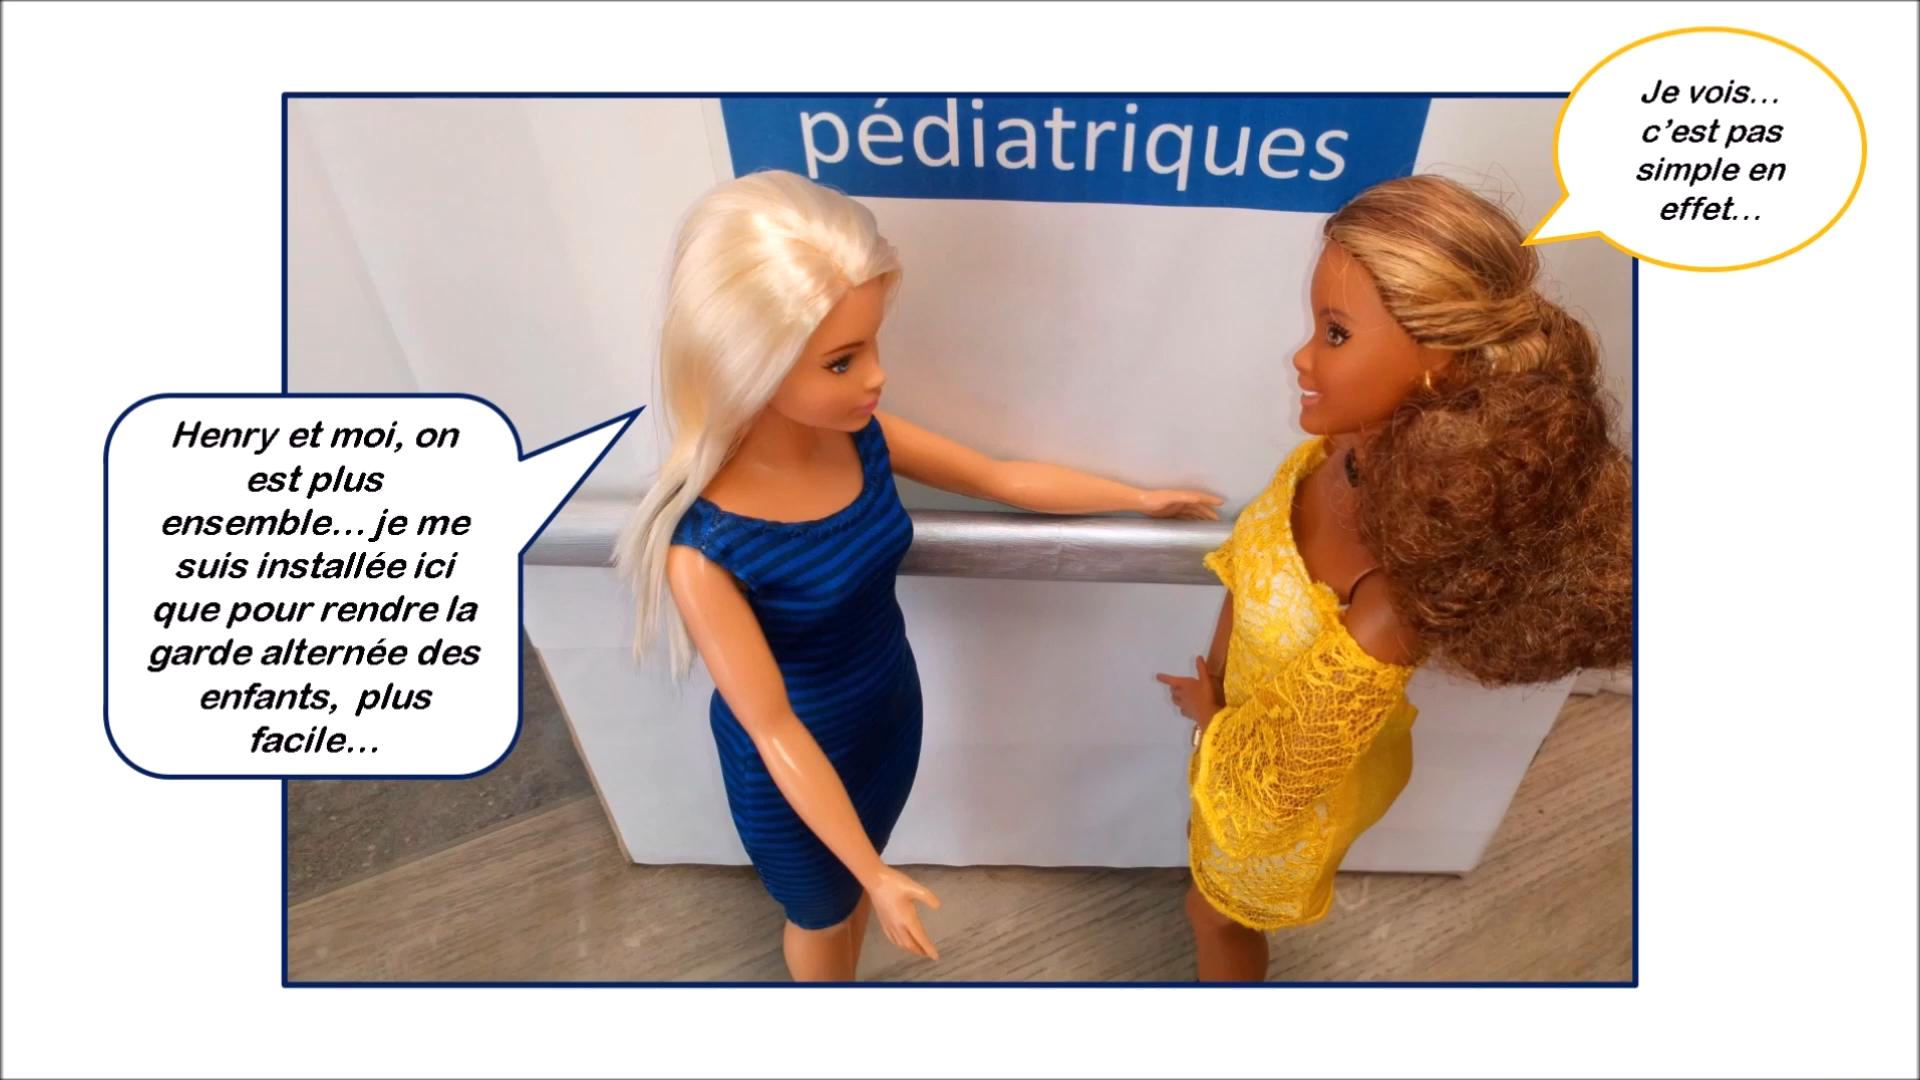 pédiatriques
Je vois…
c’est pas
simple en
effet…
Henry et moi, on
est plus
ensemble… je me
suis installée ici
que pour rendre la
garde alternée des
enfants,  plus
facile…